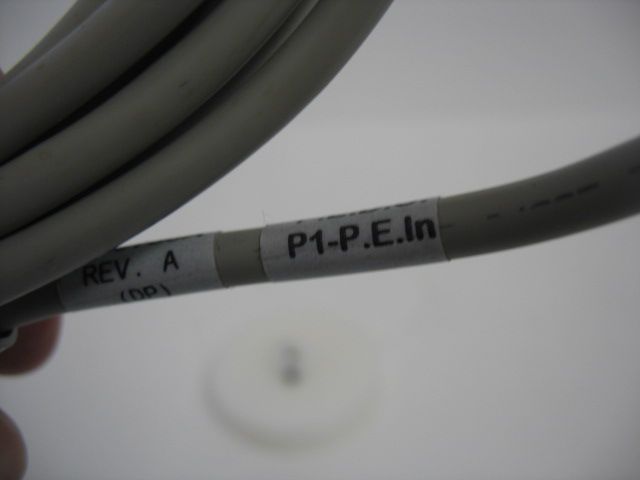 REV. A
(DP)
P1-P.E.In